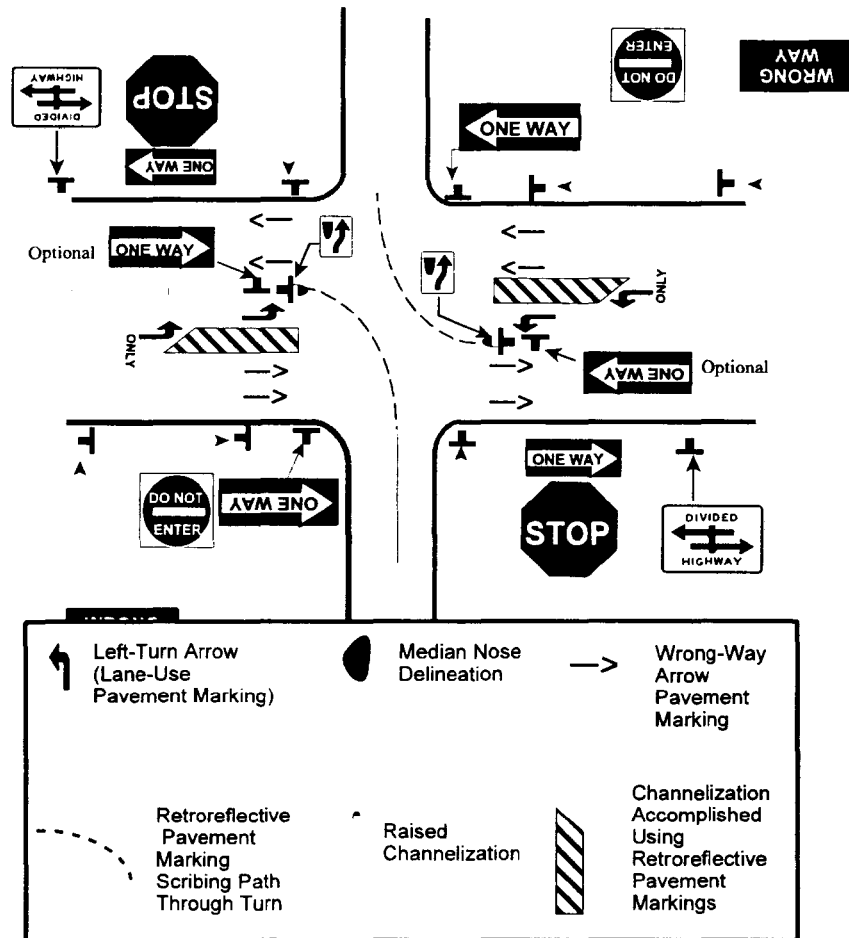 DIVIDED
HIGHWAY
STOP
ONE WAY
ONE WAY
DO NOT
ENTER
WRONG
WAY
Optional
ONE WAY
ONLY
ONLY
ONE WAY
Optional
DO NOT
ENTER
ONE WAY
ONE WAY
STOP
DIVIDED
HIGHWAY
WRONG
Left-Turn Arrow
(Lane-Use
Pavement Marking)
Median Nose
Delineation
Wrong-Way
Arrow
Pavement
Marking
Retroreflective
Pavement
Marking
Scribing Path
Through Turn
Raised
Channelization
Channelization
Accomplished
Using
Retroreflective
Pavement
Markings